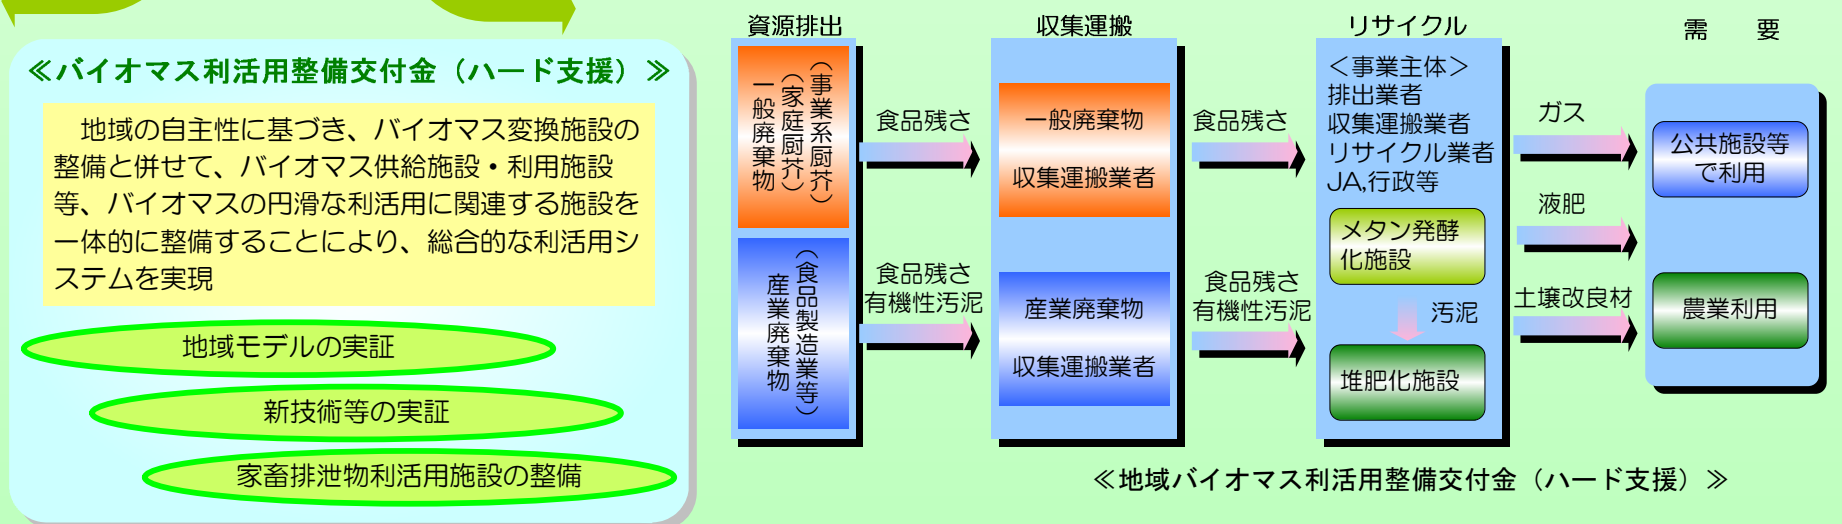 ≪バイオマス利活用整備交付金（ハード支援）≫
　地域の自主性に基づき、バイオマス変換施設の
整備と併せて、バイオマス供給施設・利用施設
等、バイオマスの円滑な利活用に関連する施設を
一体的に整備することにより、総合的な利活用シ
ステムを実現
地域モデルの実証
新技術等の実証
家畜排泄物利活用施設の整備
資源排出
（事業系厨芥）
（家庭厨芥）
一般廃棄物
（食品製造業等）
産業廃棄物
食品残さ
食品残さ
有機性汚泥
収集運搬
一般廃棄物
収集運搬業者
産業廃棄物
収集運搬業者
食品残さ
食品残さ
有機性汚泥
リサイクル
＜事業主体＞
排出業者
収集運搬業者
リサイクル業者
JA,行政等
メタン発酵
化施設
汚泥
堆肥化施設
ガス
液肥
土壌改良材
需　要
公共施設等
で利用
農業利用
≪地域バイオマス利活用整備交付金（ハード支援）≫